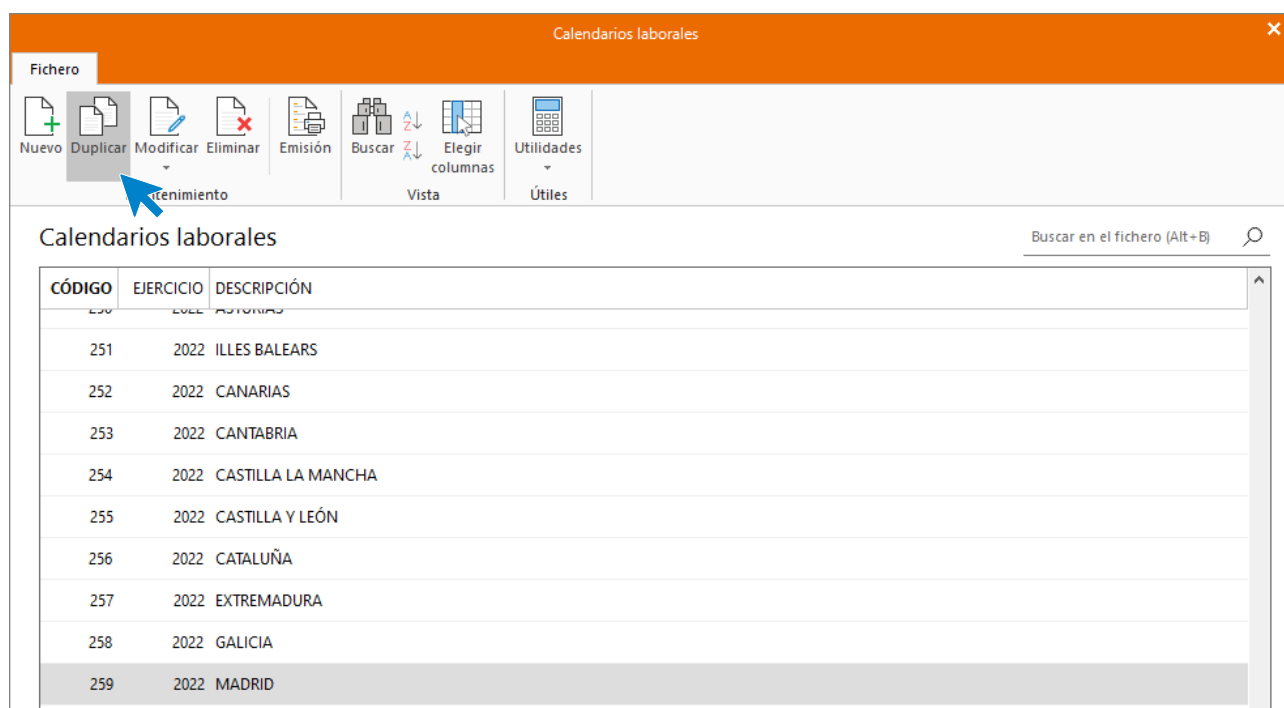 Calendarios laborales
Fichero
Nuevo Duplicar Modificar Eliminar Emisión Buscar Elegir columnas Utilidades
Vista Útiles
Calendarios laborales
Buscar en el fichero (Alt+B)
CÓDIGO EJERCICIO DESCRIPCIÓN
251 2022 ILLES BALEARS
252 2022 CANARIAS
253 2022 CANTABRIA
254 2022 CASTILLA LA MANCHA
255 2022 CASTILLA Y LEÓN
256 2022 CATALUÑA
257 2022 EXTREMADURA
258 2022 GALICIA
259 2022 MADRID